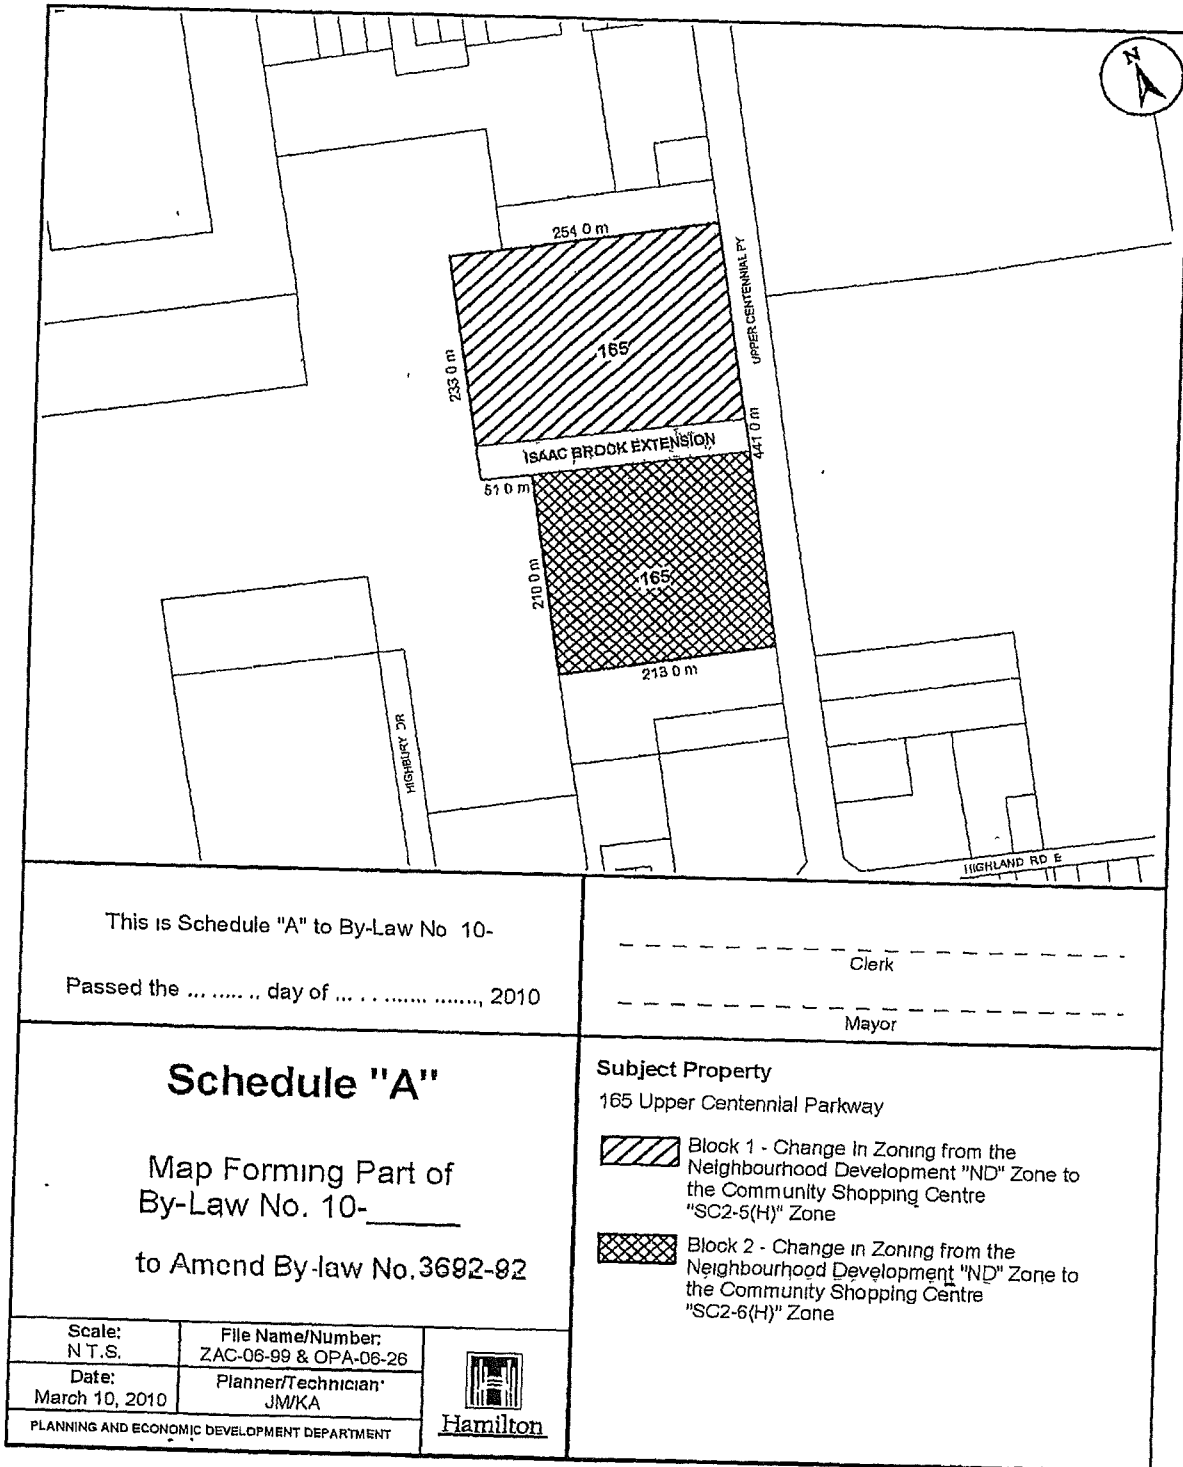 N
254 0 m
UPPER CENTENNIAL PY
165
233 0 m
441 0 m
ISAAC BROOK EXTENSION
51 0 m
210 0 m
165
213 0 m
HIGHBURY DR
HIGHLAND RD E
This is Schedule "A" to By-Law No 10-
Passed the ... ..... .. day of ... . . ....... ......., 2010
Clerk
Mayor
Schedule "A"
Map Forming Part of
By-Law No. 10-_____
to Amend By-law No.3692-92
Scale:
N T.S.
File Name/Number:
ZAC-06-99 & OPA-06-26
Date:
March 10, 2010
Planner/Technician:
JM/KA
PLANNING AND ECONOMIC DEVELOPMENT DEPARTMENT
Hamilton
Subject Property
165 Upper Centennial Parkway
Block 1 - Change In Zoning from the
Neighbourhood Development "ND" Zone to
the Community Shopping Centre
"SC2-5(H)" Zone
Block 2 - Change in Zoning from the
Neighbourhood Development "ND" Zone to
the Community Shopping Centre
"SC2-6(H)" Zone